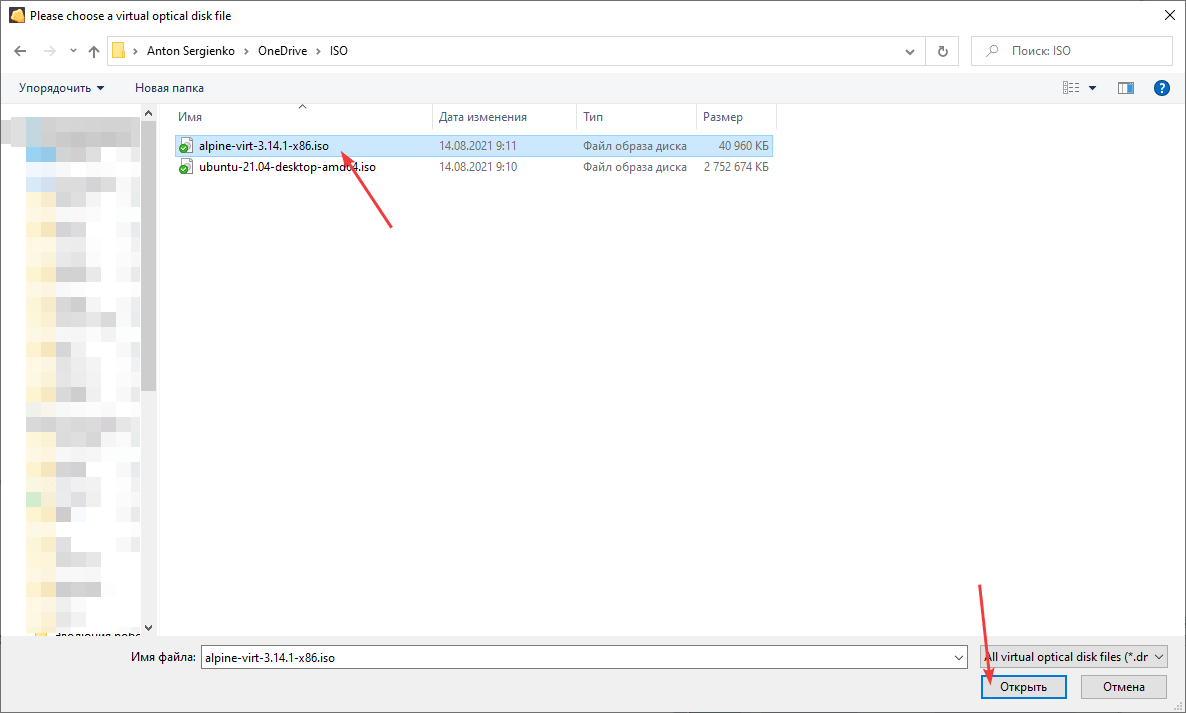 Please choose a virtual optical disk file
Anton Sergienko > OneDrive > ISO
Поиск: ISO
Упорядочить Новая папка
Имя Дата изменения Тип Размер
alpine-virt-3.14.1-x86.iso 14.08.2021 9:11 Файл образа диска 40 960 КБ
ubuntu-21.04-desktop-amd64.iso 14.08.2021 9:10 Файл образа диска 2 752 674 КБ
Имя файла: alpine-virt-3.14.1-x86.iso All virtual optical disk files (*.dr
Открыть Отмена